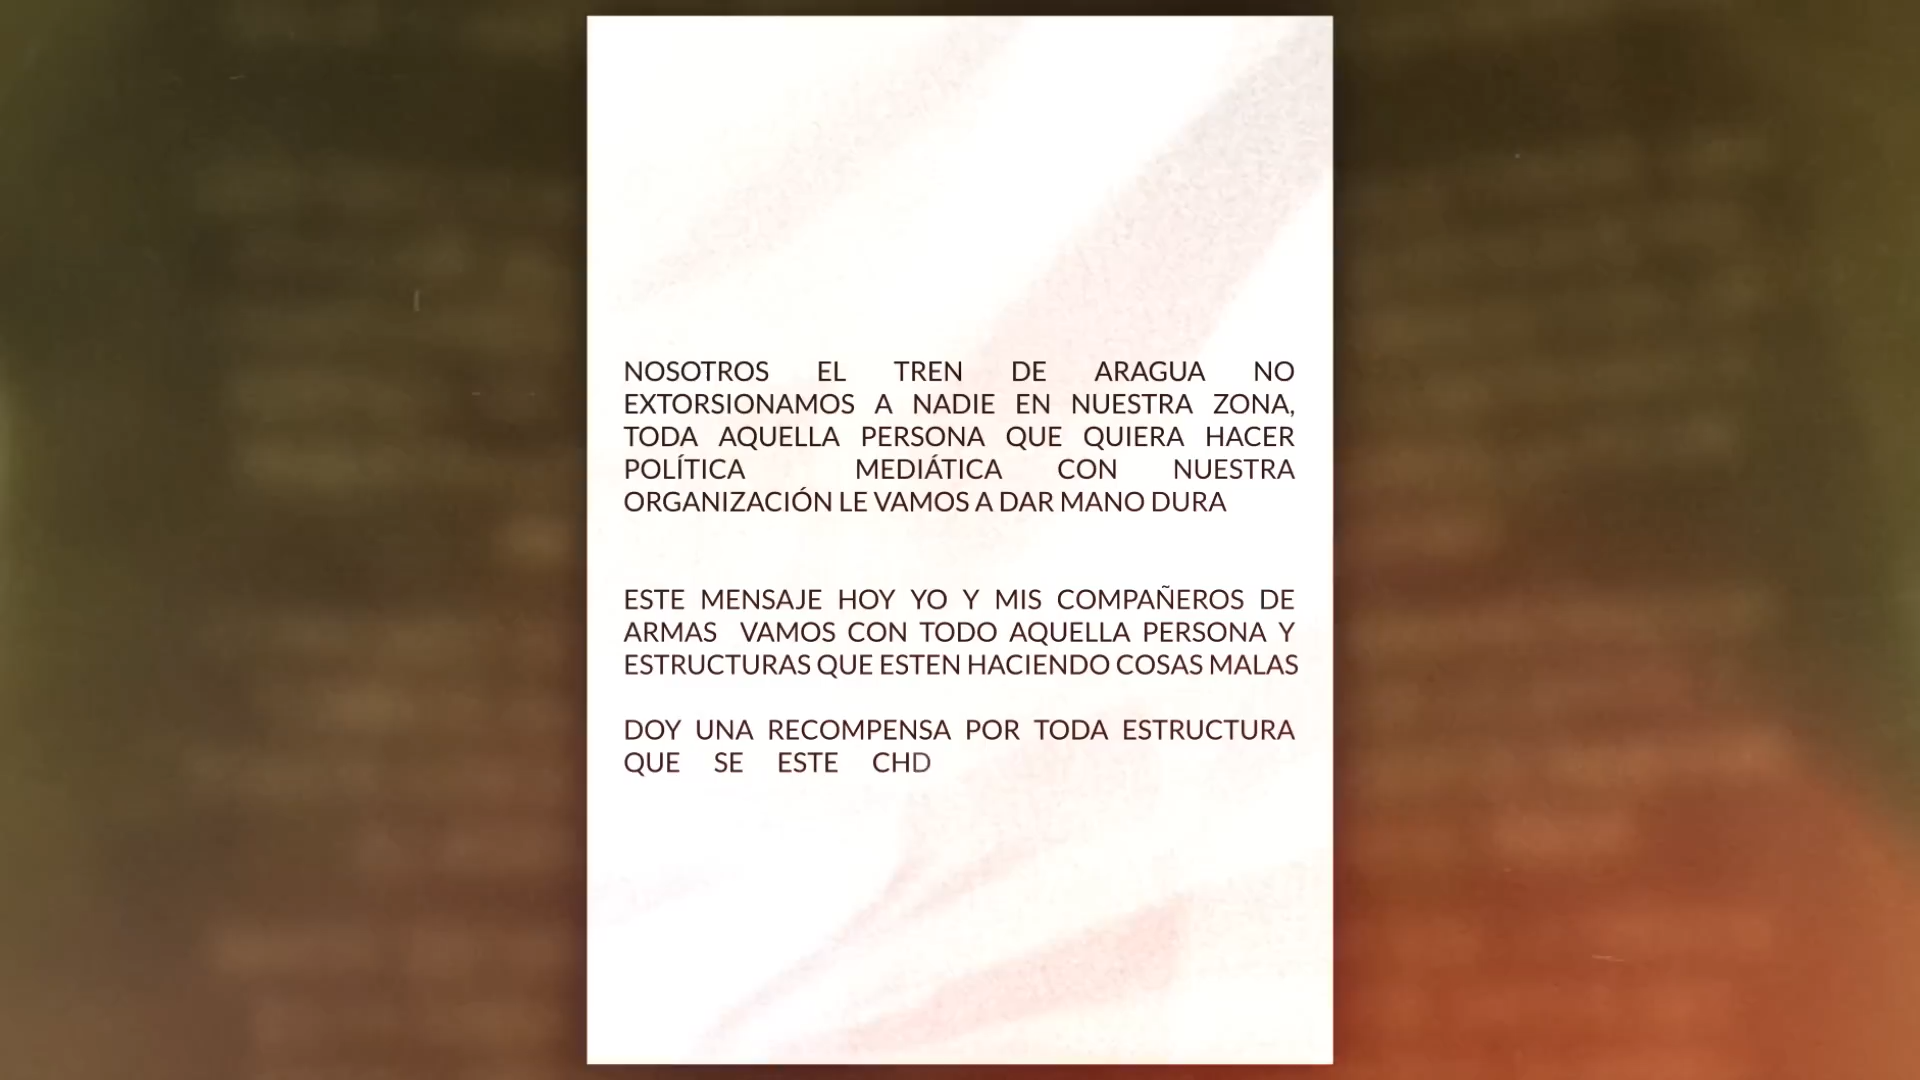 NOSOTROS EL TREN DE ARAGUA NO
EXTORSIONAMOS A NADIE EN NUESTRA ZONA,
TODA AQUELLA PERSONA QUE QUIERA HACER
POLÍTICA MEDIÁTICA CON NUESTRA
ORGANIZACIÓN LE VAMOS A DAR MANO DURA
ESTE MENSAJE HOY YO Y MIS COMPAÑEROS DE
ARMAS VAMOS CON TODO AQUELLA PERSONA Y
ESTRUCTURAS QUE ESTEN HACIENDO COSAS MALAS
DOY UNA RECOMPENSA POR TODA ESTRUCTURA
QUE SE ESTE CHD